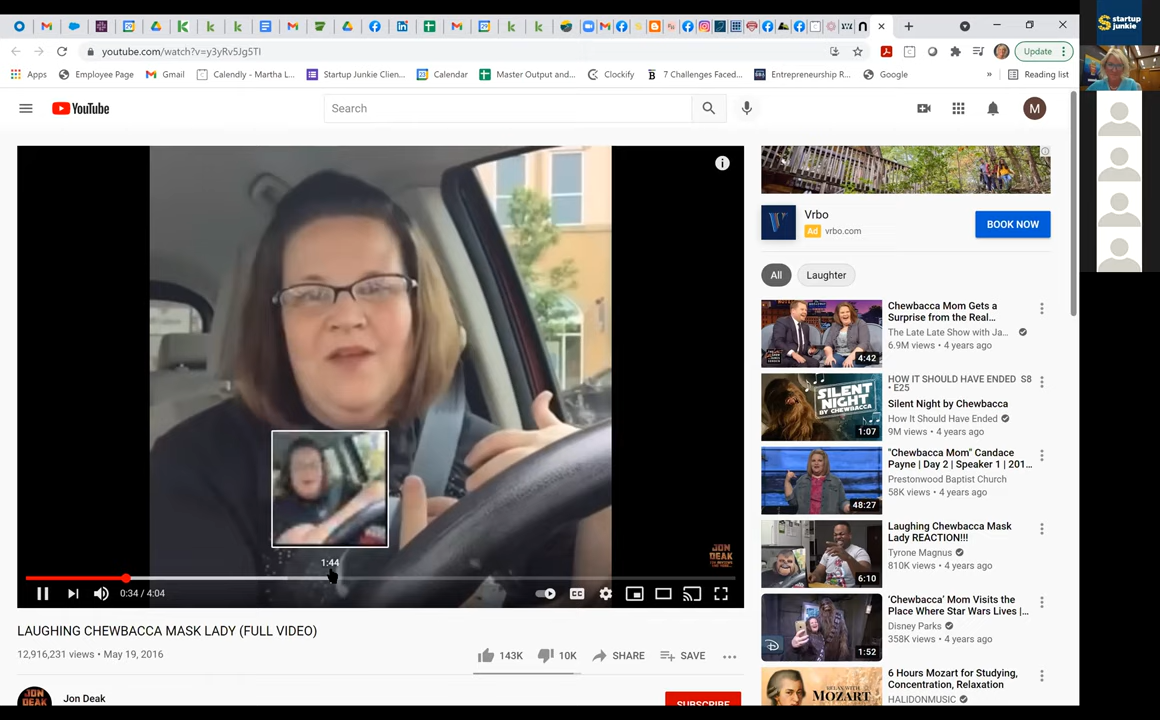 startup
junkie
youtube.com/watch?v=y3yRv5Jg5TI
Update
Apps
Employee Page
Gmail
Calendly - Martha L...
Startup Junkie Clien...
Calendar
Master Output and...
Clockify
7 Challenges Faced...
Entrepreneurship R...
Google
»
Reading list
YouTube
Search
M
Vrbo
Ad vrbo.com
BOOK NOW
All
Laughter
Chewbacca Mom Gets a
Surprise from the Real...
The Late Late Show with Ja...
6.9M views • 4 years ago
4:42
HOW IT SHOULD HAVE ENDED S8
• E25
Silent Night by Chewbacca
How It Should Have Ended
9M views • 4 years ago
SILENT
NIGHT
BY CHEWBACCA
1:07
"Chewbacca Mom" Candace
Payne | Day 2 | Speaker 1 | 201...
Prestonwood Baptist Church
58K views • 4 years ago
48:27
Laughing Chewbacca Mask
Lady REACTION!!!
Tyrone Magnus
810K views • 4 years ago
6:10
'Chewbacca' Mom Visits the
Place Where Star Wars Lives |...
Disney Parks
358K views • 4 years ago
1:52
6 Hours Mozart for Studying,
Concentration, Relaxation
HALIDONMUSIC
MOZART
JON
DEAK
1:44
0:34 / 4:04
CC
LAUGHING CHEWBACCA MASK LADY (FULL VIDEO)
12,916,231 views • May 19, 2016
143K
10K
SHARE
SAVE
Jon Deak
SUBSCRIBE